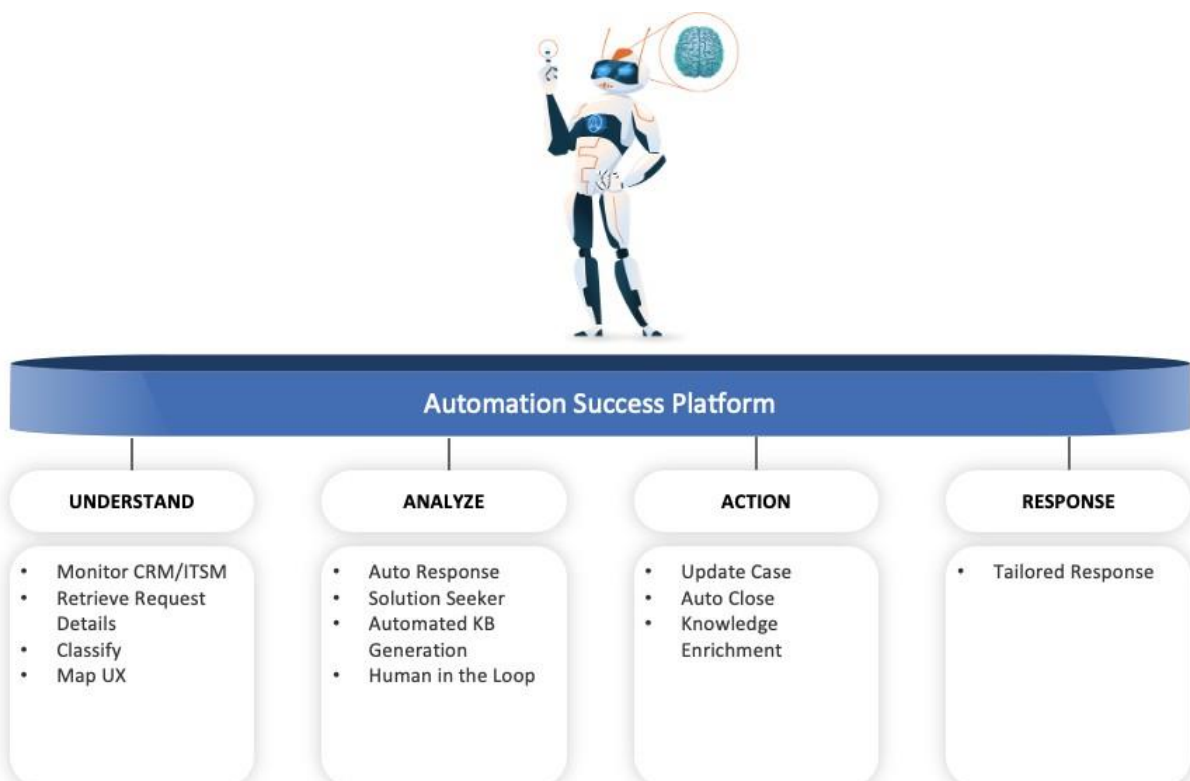 Automation Success Platform
UNDERSTAND
• Monitor CRM/ITSM
• Retrieve Request
Details
• Classify
• Map UX
ANALYZE
• Auto Response
• Solution Seeker
• Automated KB
Generation
• Human in the Loop
ACTION
• Update Case
• Auto Close
• Knowledge
Enrichment
RESPONSE
• Tailored Response